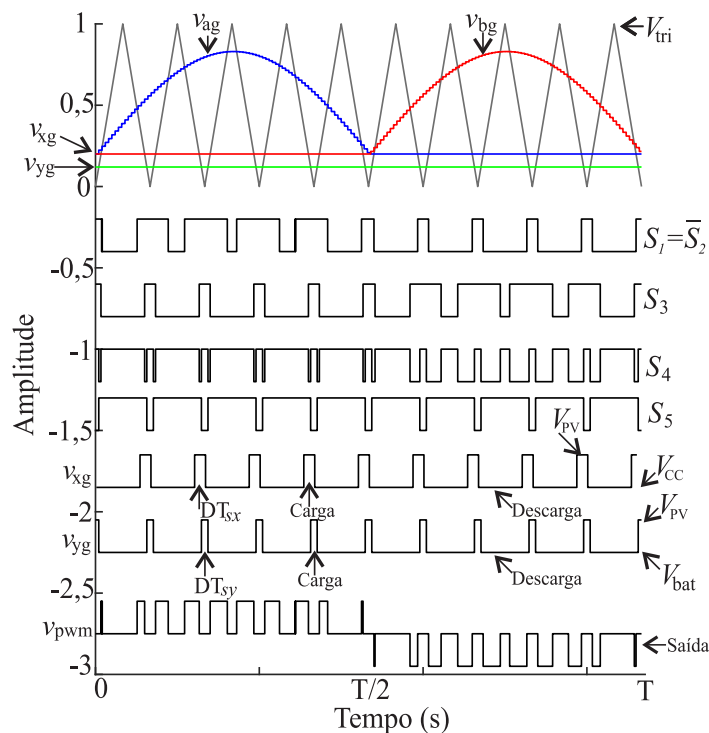 1
v_ag
v_bg
V_tri
0,5
v_xg
v_yg
0
S_1=S̅_2
-0,5
S_3
Amplitude
-1
S_4
S_5
-1,5
V_PV
v_xg
V_CC
DT_sx
Carga
Descarga
-2
V_PV
v_yg
DT_sy
Carga
Descarga
V_bat
-2,5
v_pwm
Saída
-3
0
T/2
T
Tempo (s)